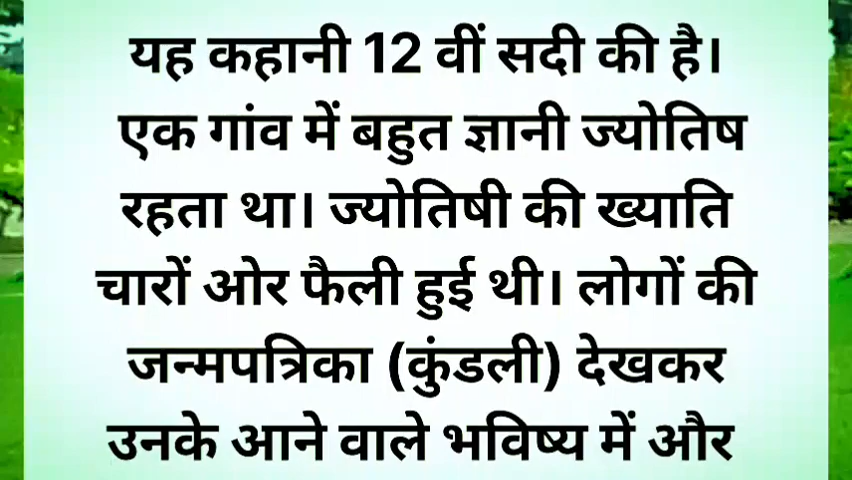 यह कहानी 12 वीं सदी की है।
एक गांव में बहुत ज्ञानी ज्योतिष
रहता था। ज्योतिषी की ख्याति
चारों ओर फैली हुई थी। लोगों की
जन्मपत्रिका (कुंडली) देखकर
उनके आने वाले भविष्य में और